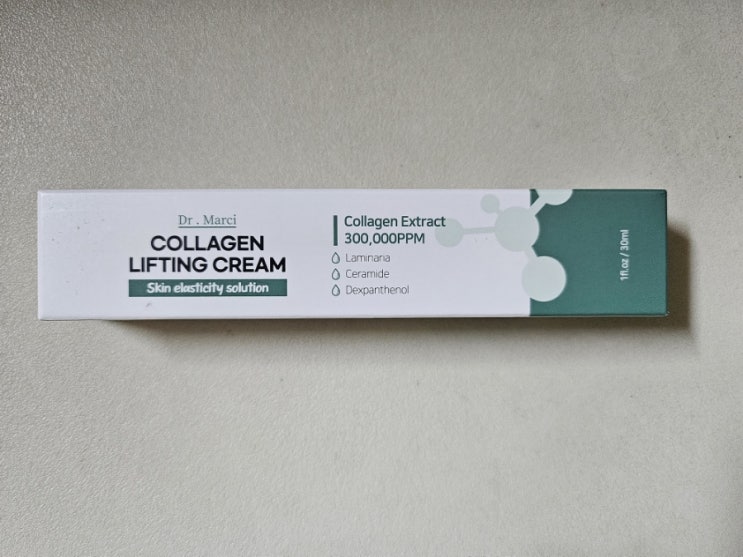 Dr . Marci
COLLAGEN
LIFTING CREAM
Skin elasticity solution
Collagen Extract
300,000PPM
Laminaria
Ceramide
Dexpanthenol
1fl.oz / 30ml